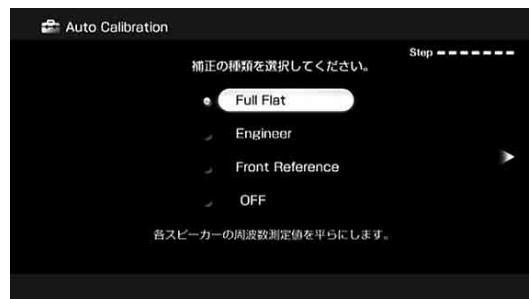 Auto Calibration
Step
補正の種類を選択してください。
Full Flat
Engineer
Front Reference
OFF
各スピーカーの周波数測定値を平らにします。